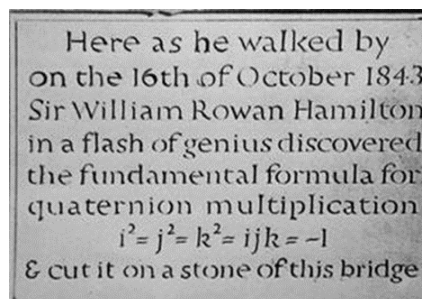 Here as he walked by
on the 16th of October 1843
Sir William Rowan Hamilton
in a flash of genius discovered
the fundamental formula for
quaternion multiplication
i² = j² = k² = ijk = −1
& cut it on a stone of this bridge